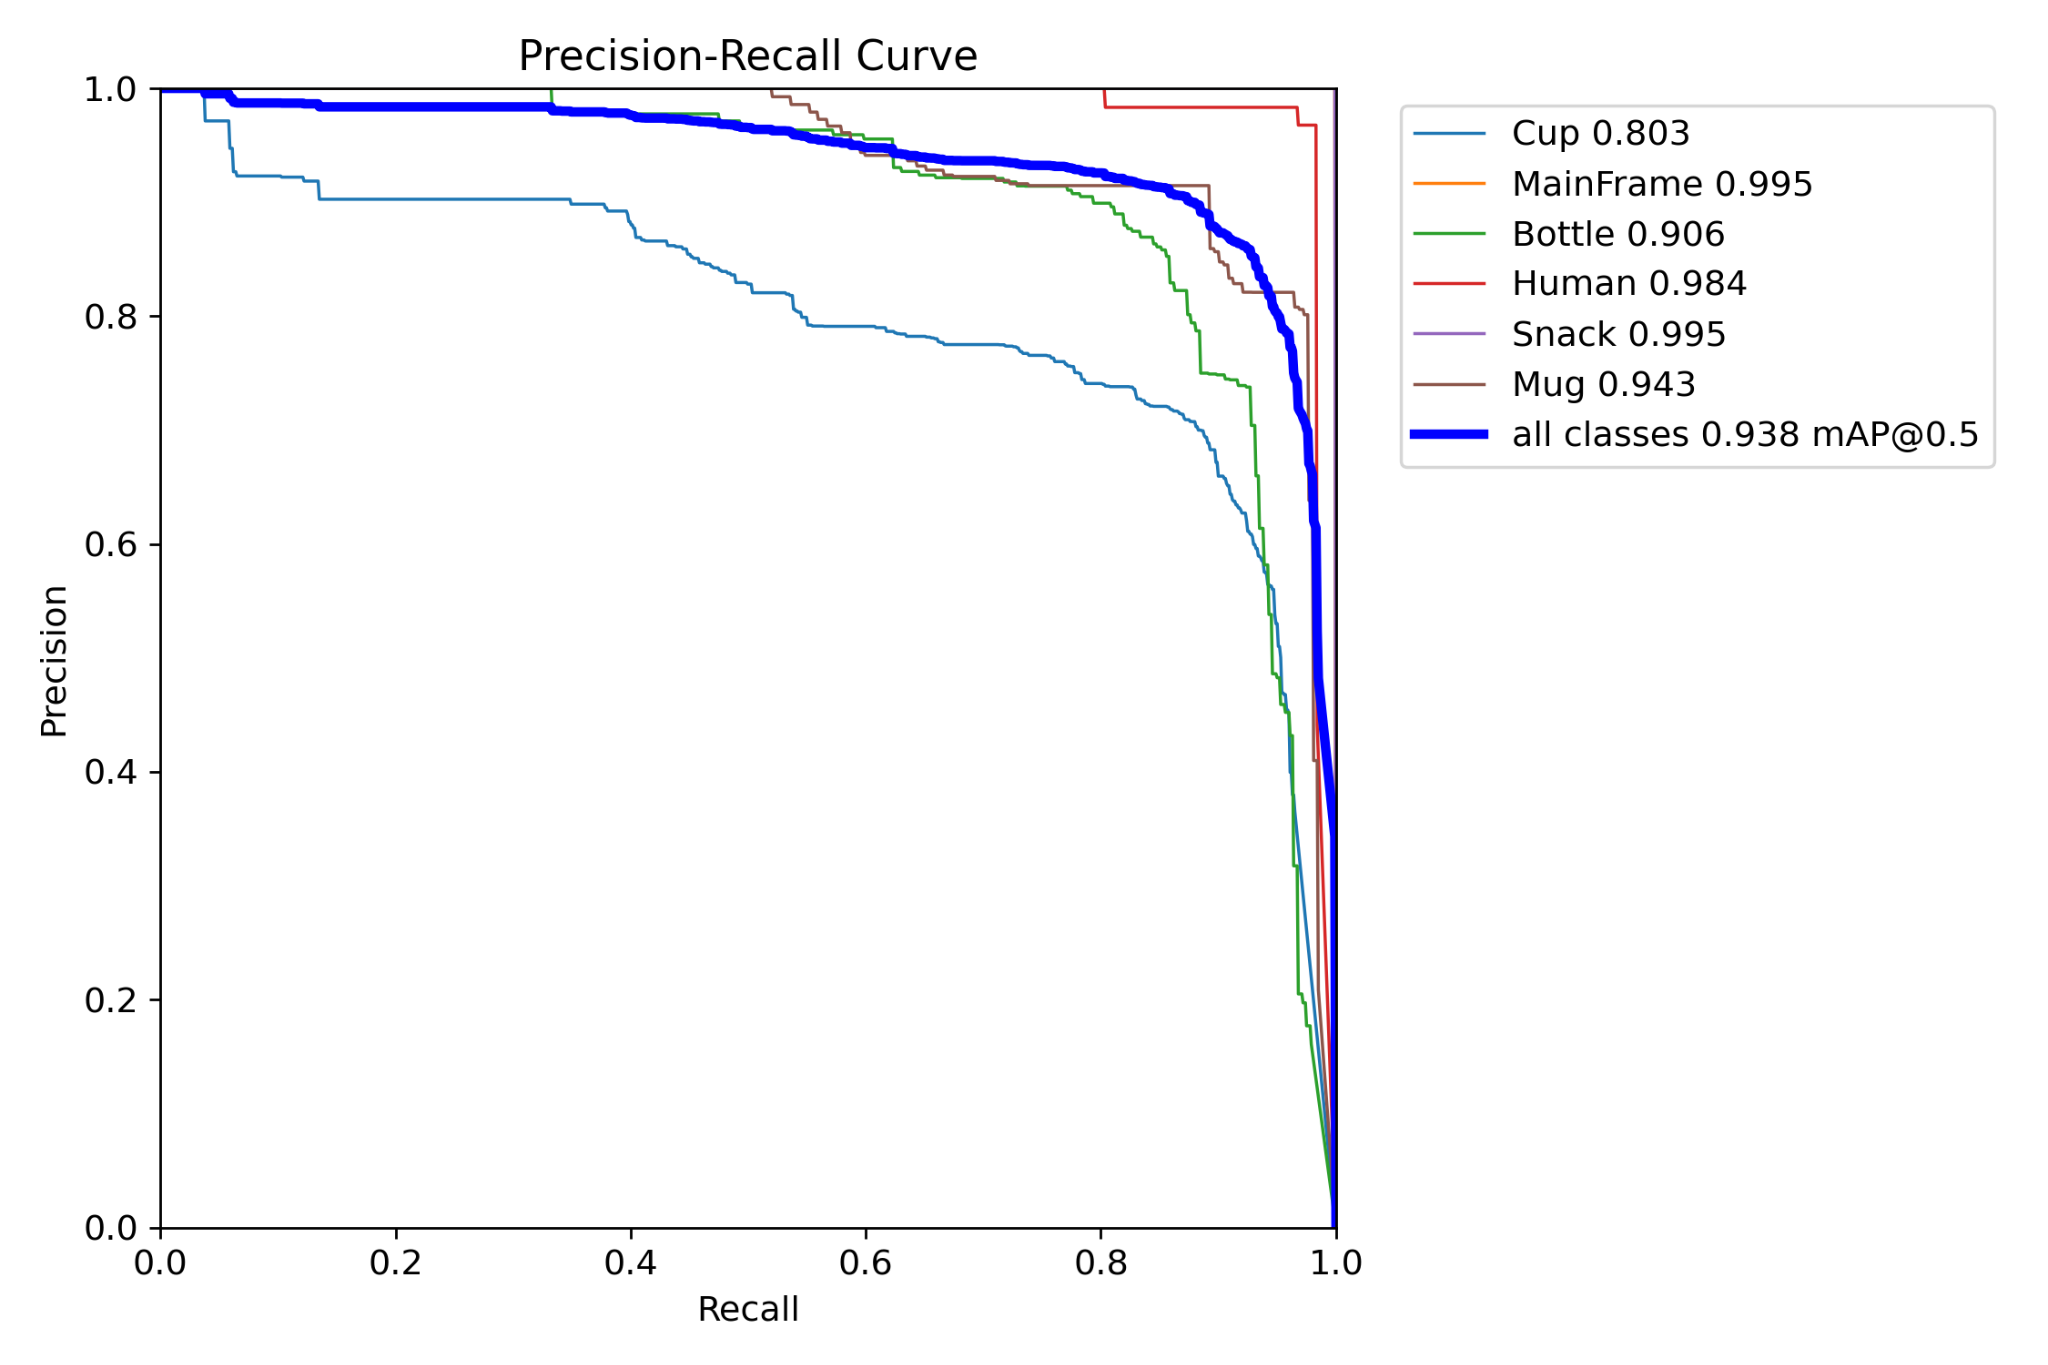 Precision-Recall Curve
1.0
0.8
0.6
0.4
0.2
0.0
Precision
0.0 0.2 0.4 0.6 0.8 1.0
Recall
Cup 0.803
MainFrame 0.995
Bottle 0.906
Human 0.984
Snack 0.995
Mug 0.943
all classes 0.938 mAP@0.5